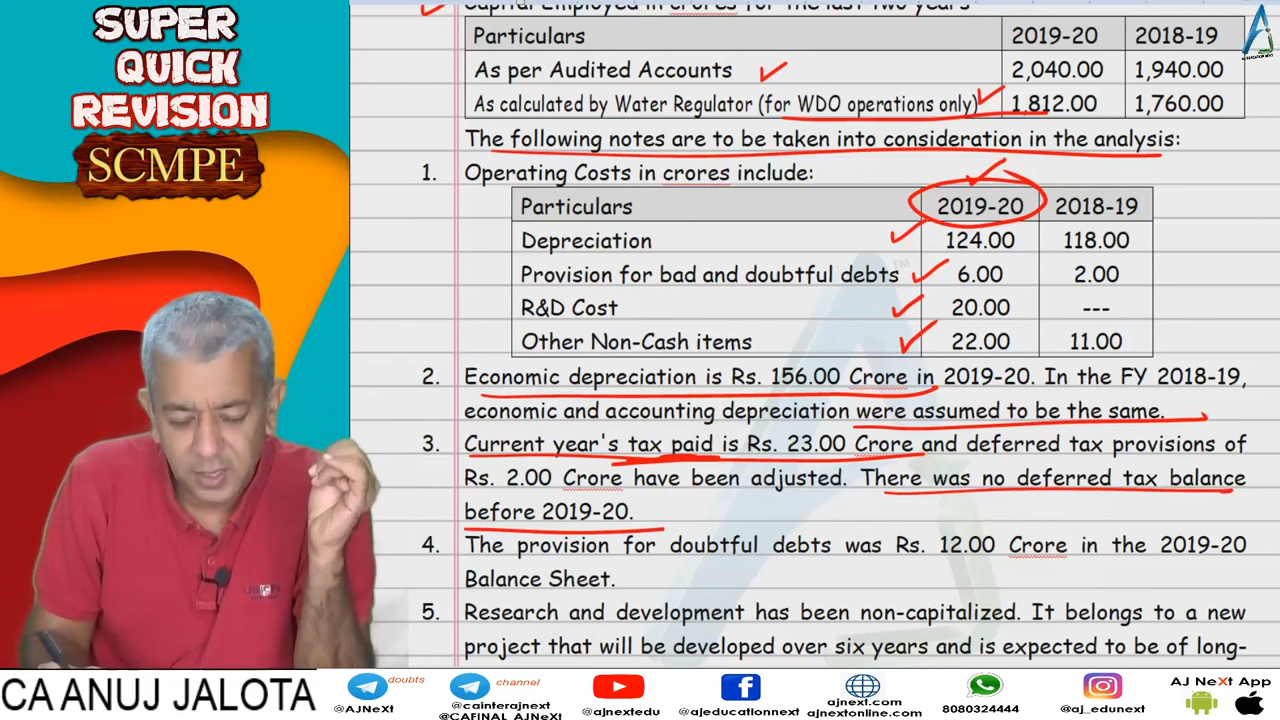 SUPER
QUICK
REVISION
SCMPE
Capital Employed in crores for the last two years
Particulars 2019-20 2018-19
As per Audited Accounts 2,040.00 1,940.00
As calculated by Water Regulator (for WDO operations only) 1,812.00 1,760.00
The following notes are to be taken into consideration in the analysis:
1. Operating Costs in crores include:
Particulars 2019-20 2018-19
Depreciation 124.00 118.00
Provision for bad and doubtful debts 6.00 2.00
R&D Cost 20.00 ---
Other Non-Cash items 22.00 11.00
2. Economic depreciation is Rs. 156.00 Crore in 2019-20. In the FY 2018-19,
economic and accounting depreciation were assumed to be the same.
3. Current year's tax paid is Rs. 23.00 Crore and deferred tax provisions of
Rs. 2.00 Crore have been adjusted. There was no deferred tax balance
before 2019-20.
4. The provision for doubtful debts was Rs. 12.00 Crore in the 2019-20
Balance Sheet.
5. Research and development has been non-capitalized. It belongs to a new
project that will be developed over six years and is expected to be of long-
CA ANUJ JALOTA
doubts
@AJNeXt
channel
@cainterajnext
@CAFINAL_AJNeXt
@ajnextedu
@ajeducationnext
ajnext.com
ajnextonline.com
8080324444
@aj_edunext
AJ NeXt App